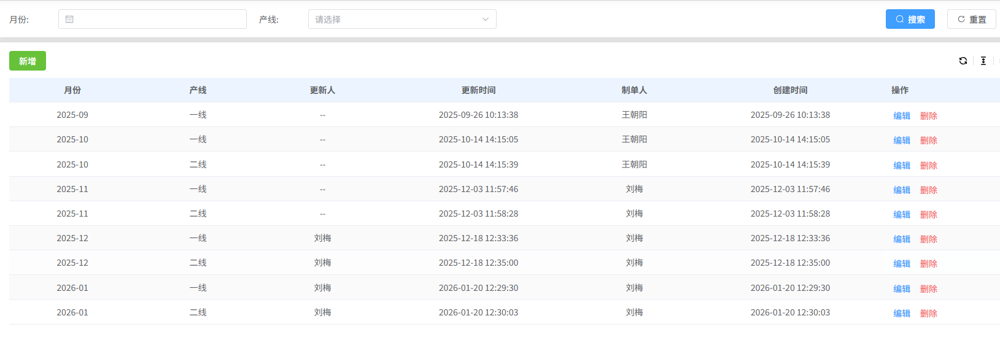 月份: 产线: 请选择 搜索 重置
新增
月份 产线 更新人 更新时间 制单人 创建时间 操作
2025-09 一线 -- 2025-09-26 10:13:38 王朝阳 2025-09-26 10:13:38 编辑 删除
2025-10 一线 -- 2025-10-14 14:15:05 王朝阳 2025-10-14 14:15:05 编辑 删除
2025-10 二线 -- 2025-10-14 14:15:39 王朝阳 2025-10-14 14:15:39 编辑 删除
2025-11 一线 -- 2025-12-03 11:57:46 刘梅 2025-12-03 11:57:46 编辑 删除
2025-11 二线 -- 2025-12-03 11:58:28 刘梅 2025-12-03 11:58:28 编辑 删除
2025-12 一线 刘梅 2025-12-18 12:33:36 刘梅 2025-12-18 12:33:36 编辑 删除
2025-12 二线 刘梅 2025-12-18 12:35:00 刘梅 2025-12-18 12:35:00 编辑 删除
2026-01 一线 刘梅 2026-01-20 12:29:30 刘梅 2026-01-20 12:29:30 编辑 删除
2026-01 二线 刘梅 2026-01-20 12:30:03 刘梅 2026-01-20 12:30:03 编辑 删除